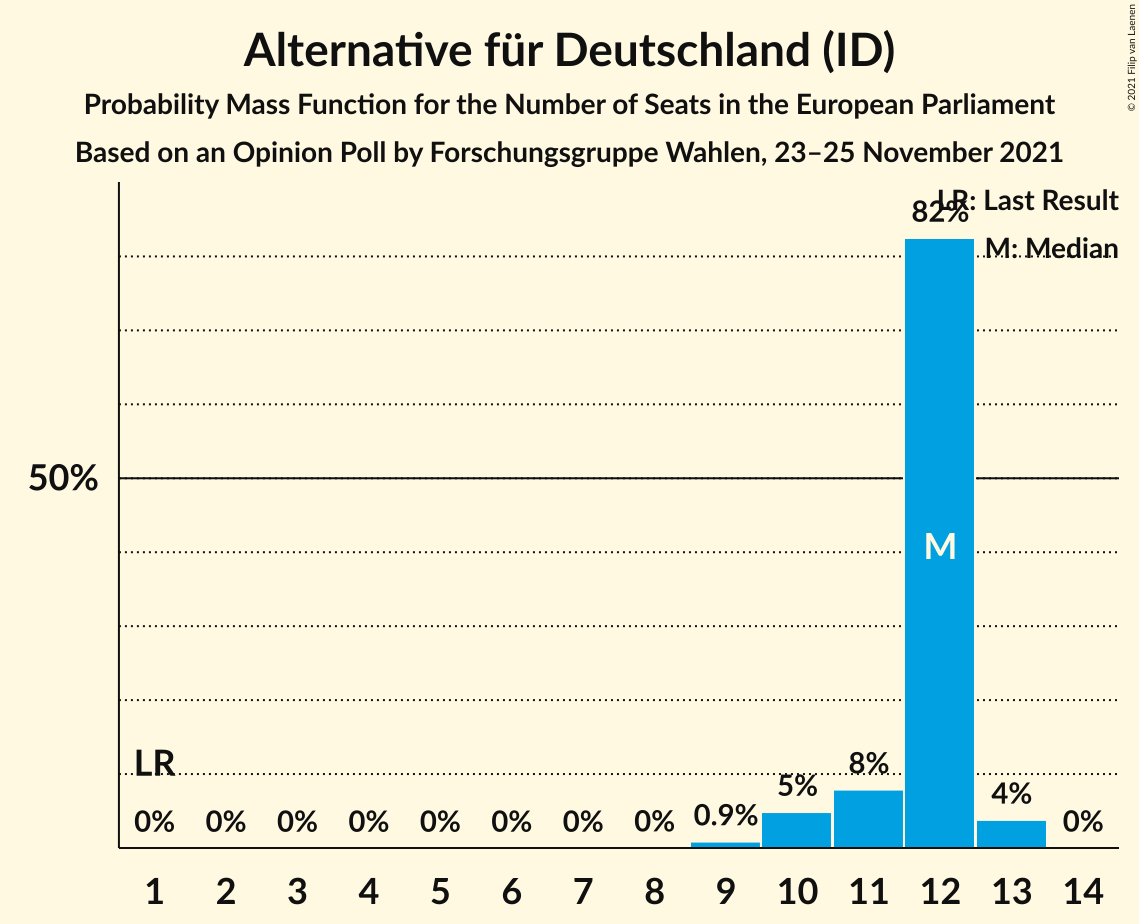 Alternative für Deutschland (ID)
Probability Mass Function for the Number of Seats in the European Parliament
Based on an Opinion Poll by Forschungsgruppe Wahlen, 23–25 November 2021
© 2021 Filip van Laenen
LR: Last Result
M: Median
82%
50%
M
LR
0% 0% 0% 0% 0% 0% 0% 0% 0.9% 5% 8% 4% 0%
1 2 3 4 5 6 7 8 9 10 11 12 13 14